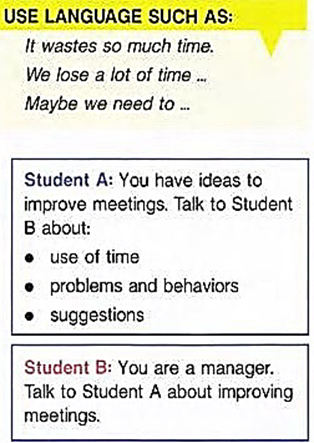 USE LANGUAGE SUCH AS:
It wastes so much time.
We lose a lot of time ...
Maybe we need to ...
Student A: You have ideas to
improve meetings. Talk to Student
B about:
• use of time
• problems and behaviors
• suggestions
Student B: You are a manager.
Talk to Student A about improving
meetings.